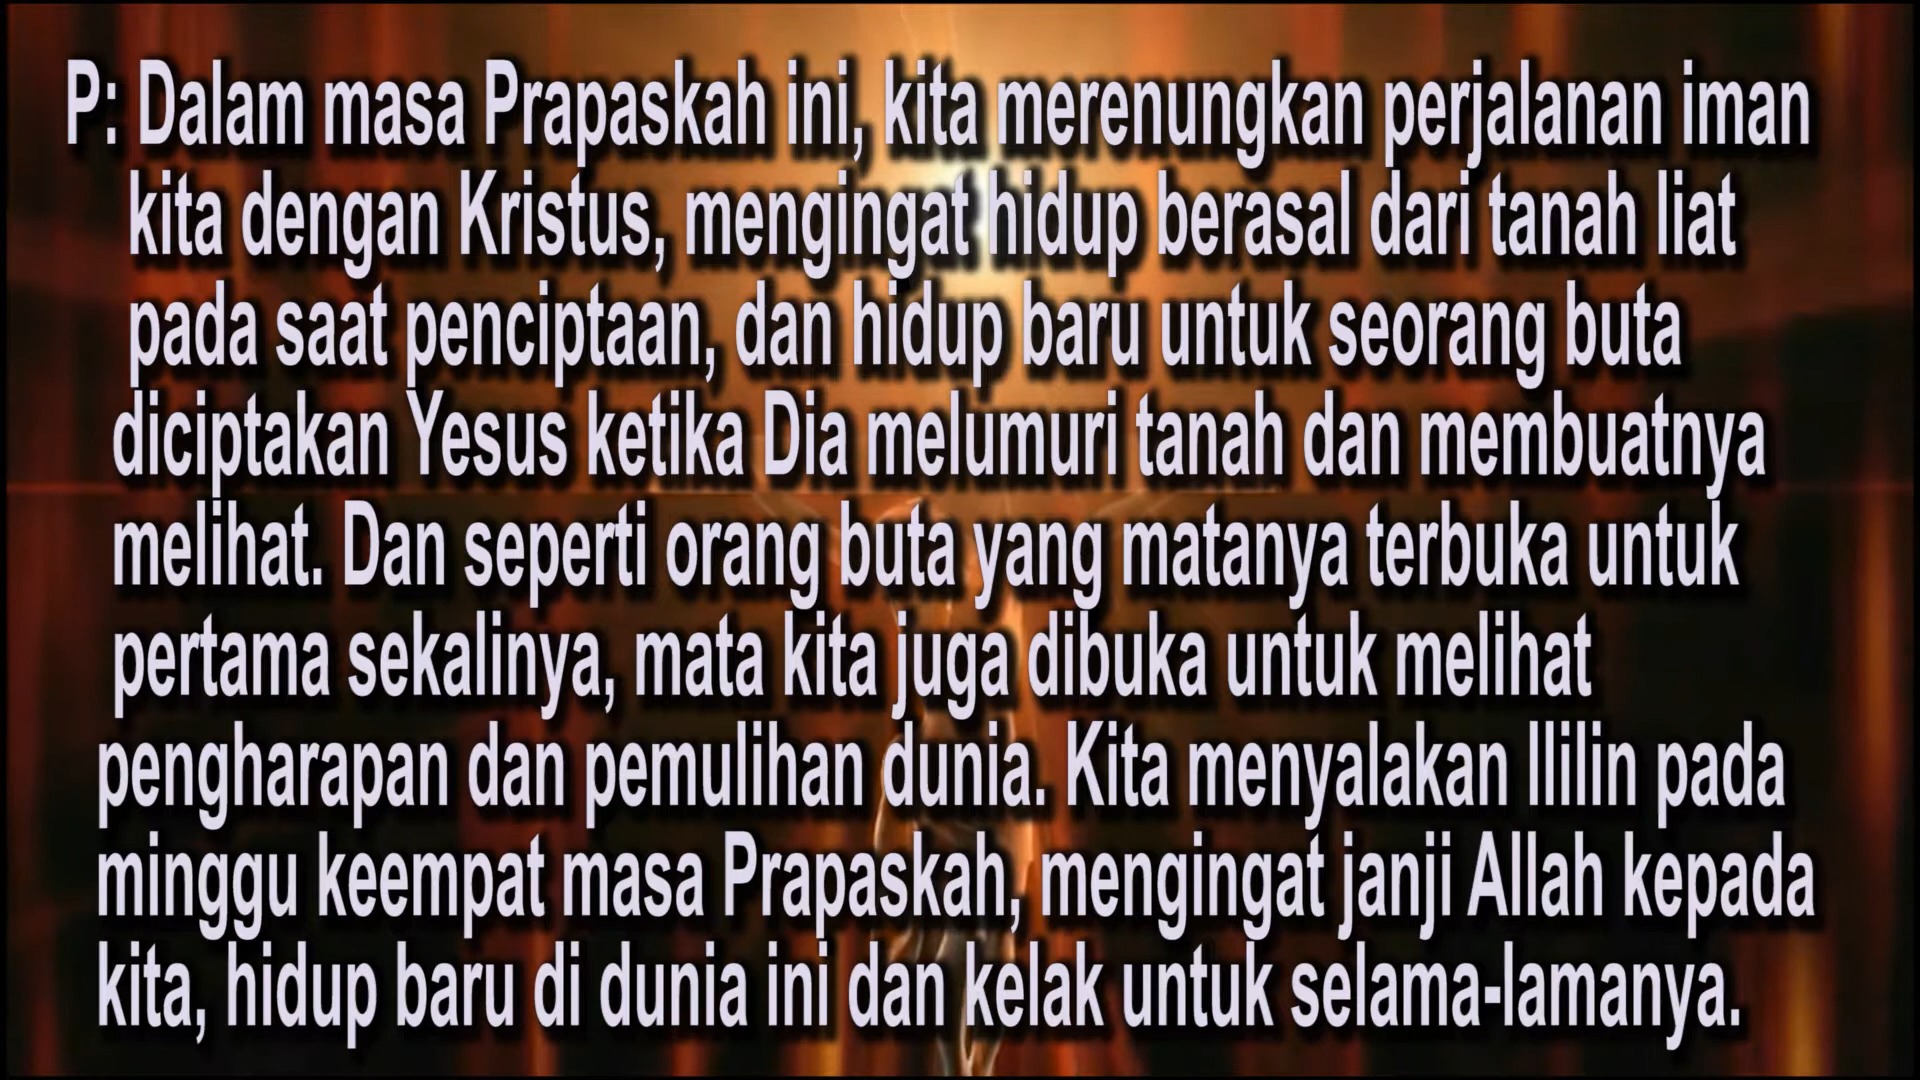 P: Dalam masa Prapaskah ini, kita merenungkan perjalanan iman
kita dengan Kristus, mengingat hidup berasal dari tanah liat
pada saat penciptaan, dan hidup baru untuk seorang buta
diciptakan Yesus ketika Dia melumuri tanah dan membuatnya
melihat. Dan seperti orang buta yang matanya terbuka untuk
pertama sekalinya, mata kita juga dibuka untuk melihat
pengharapan dan pemulihan dunia. Kita menyalakan llilin pada
minggu keempat masa Prapaskah, mengingat janji Allah kepada
kita, hidup baru di dunia ini dan kelak untuk selama-lamanya.